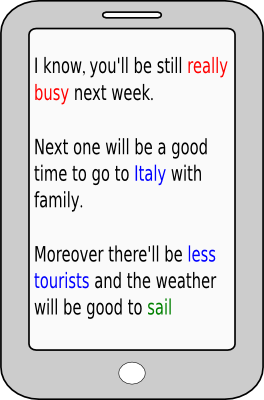 I know, you'll be still really
busy next week.
Next one will be a good
time to go to Italy with
family.
Moreover there'll be less
tourists and the weather
will be good to sail